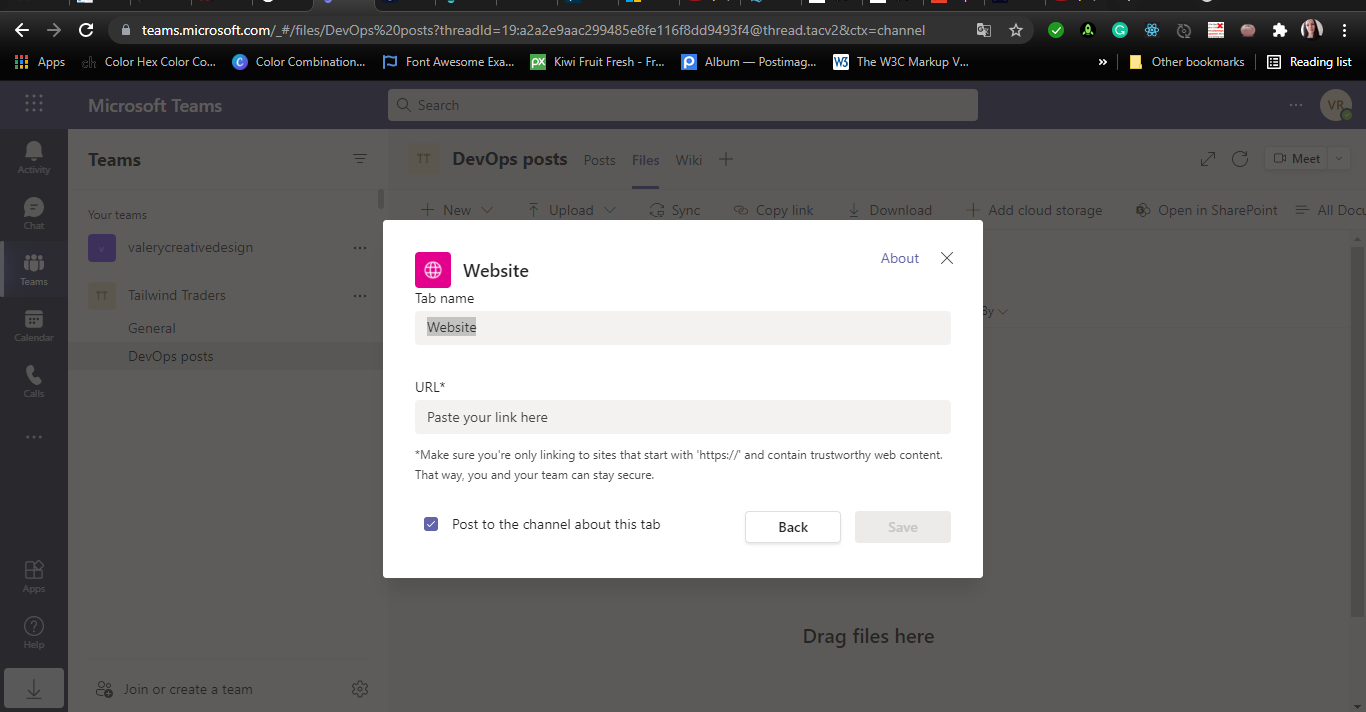 teams.microsoft.com/_#/files/DevOps%20posts?threadId=19:a2a2e9aac299485e8fe116f8dd9493f4@thread.tacv2&ctx=channel
Apps
ch Color Hex Color Co...
C Color Combination...
Font Awesome Exa...
px Kiwi Fruit Fresh - Fr...
P Album — Postimag...
W3 The W3C Markup V...
»
Other bookmarks
Reading list
Microsoft Teams
Search
VR
Activity
Chat
Teams
Calendar
Calls
Apps
Help
Teams
Your teams
v valerycreativedesign
TT Tailwind Traders
General
DevOps posts
Join or create a team
TT DevOps posts Posts Files Wiki
Meet
New Upload Sync Copy link Download Add cloud storage Open in SharePoint All Docu
By
Website
About
Tab name
Website
URL*
Paste your link here
*Make sure you're only linking to sites that start with 'https://' and contain trustworthy web content.
That way, you and your team can stay secure.
Post to the channel about this tab
Back
Save
Drag files here